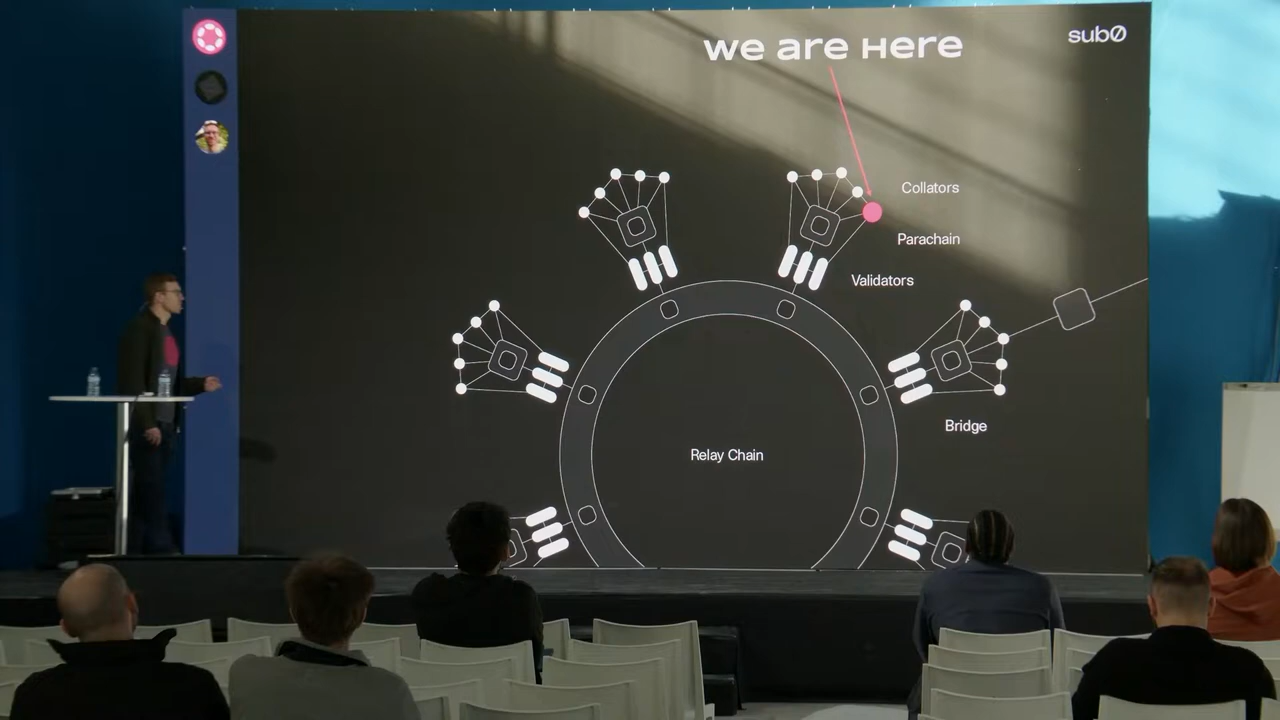 we are Here
sub0
Collators
Parachain
Validators
Bridge
Relay Chain